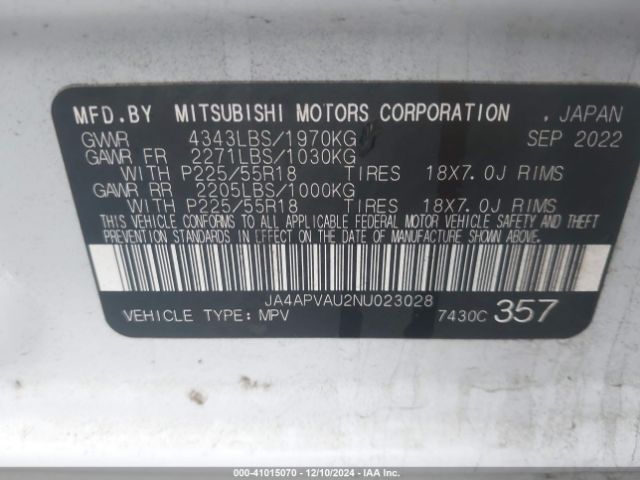 MFD.BY MITSUBISHI MOTORS CORPORATION . JAPAN
GVWR 4343LBS/1970KG SEP 2022
GAWR FR 2271LBS/1030KG
WITH P225/55R18 TIRES 18X7.0J RIMS
GAWR RR 2205LBS/1000KG
WITH P225/55R18 TIRES 18X7.0J RIMS
THIS VEHICLE CONFORMS TO ALL APPLICABLE FEDERAL MOTOR VEHICLE SAFETY AND THEFT
PREVENTION STANDARDS IN EFFECT ON THE DATE OF MANUFACTURE SHOWN ABOVE.
JA4APVAU2NU023028
VEHICLE TYPE: MPV 7430C 357
000-41015070 — 12/10/2024 - IAA Inc.